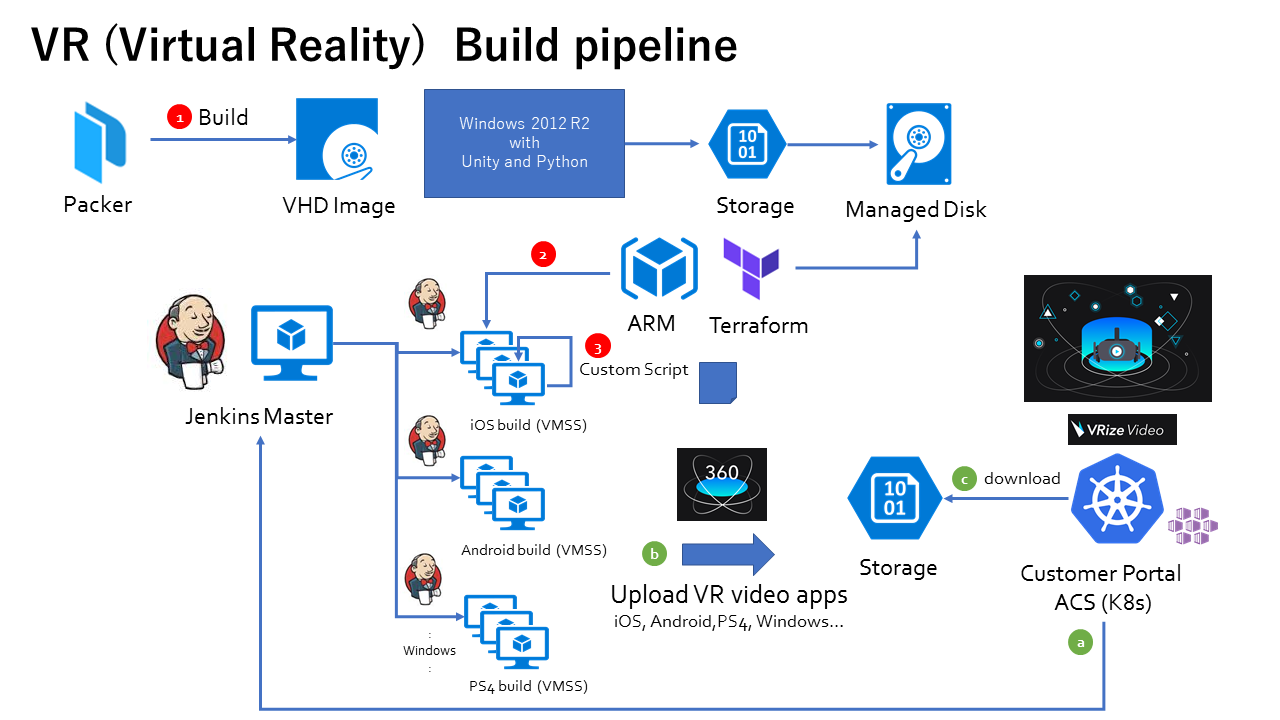 VR (Virtual Reality) Build pipeline
1 Build
Packer
VHD Image
Windows 2012 R2
with
Unity and Python
10
01
Storage
Managed Disk
2
ARM
Terraform
3
Custom Script
Jenkins Master
iOS build (VMSS)
Android build (VMSS)
:
Windows
:
PS4 build (VMSS)
360
b
Upload VR video apps
iOS, Android,PS4, Windows...
10
01
Storage
VRize Video
c download
Customer Portal
ACS (K8s)
a